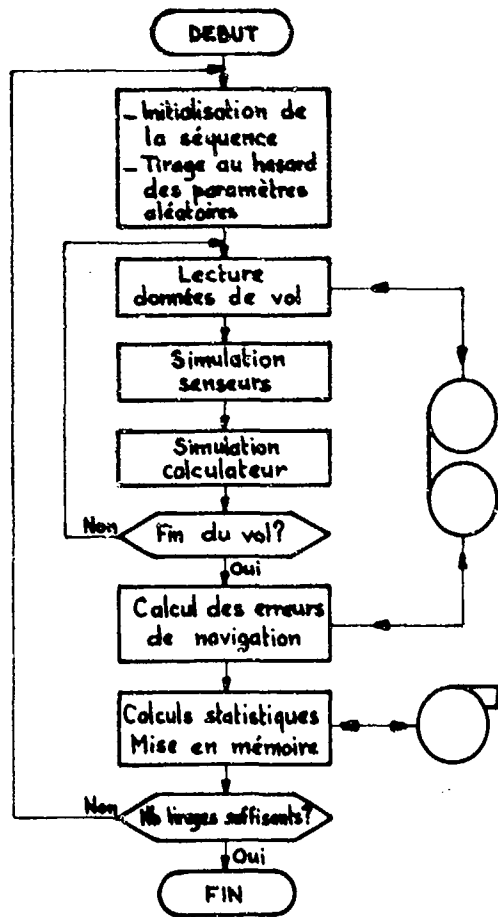 DEBUT
- Initialisation de
la séquence
- Tirage au hasard
des paramètres
aléatoires
Lecture
données de vol
Simulation
senseurs
Simulation
calculateur
Non
Fin du vol?
Oui
Calcul des erreurs
de navigation
Calculs statistiques
Mise en mémoire
Non
Nb tirages suffisants?
Oui
FIN